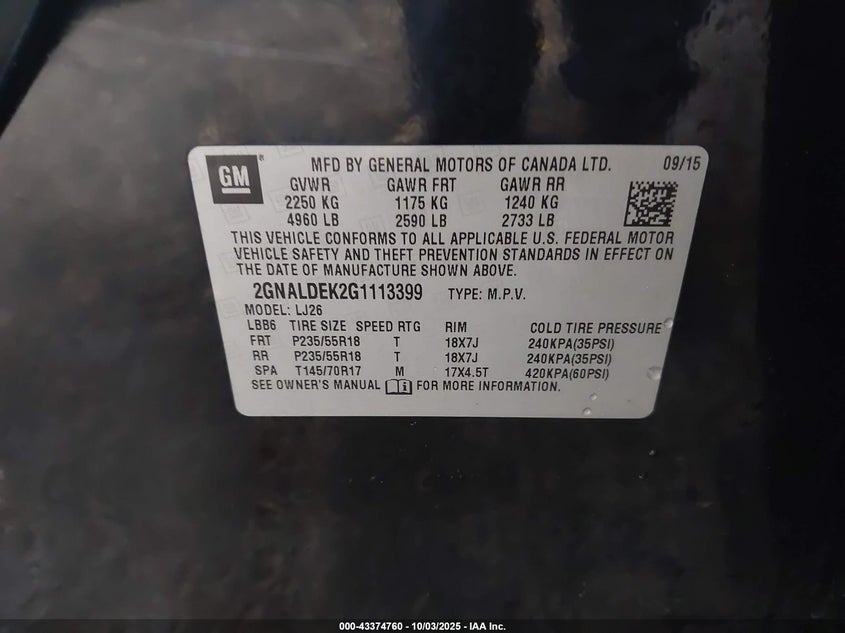 GM ® MFD BY GENERAL MOTORS OF CANADA LTD. 09/15
GVWR GAWR FRT GAWR RR
2250 KG 1175 KG 1240 KG
4960 LB 2590 LB 2733 LB
THIS VEHICLE CONFORMS TO ALL APPLICABLE U.S. FEDERAL MOTOR
VEHICLE SAFETY AND THEFT PREVENTION STANDARDS IN EFFECT ON
THE DATE OF MANUFACTURE SHOWN ABOVE.
2GNALDEK2G1113399 TYPE: M.P.V.
MODEL: LJ26
LBB6 TIRE SIZE SPEED RTG RIM COLD TIRE PRESSURE
FRT P235/55R18 T 18X7J 240KPA(35PSI)
RR P235/55R18 T 18X7J 240KPA(35PSI)
SPA T145/70R17 M 17X4.5T 420KPA(60PSI)
SEE OWNER'S MANUAL FOR MORE INFORMATION.
000-43374760 - 10/03/2025 - IAA Inc.